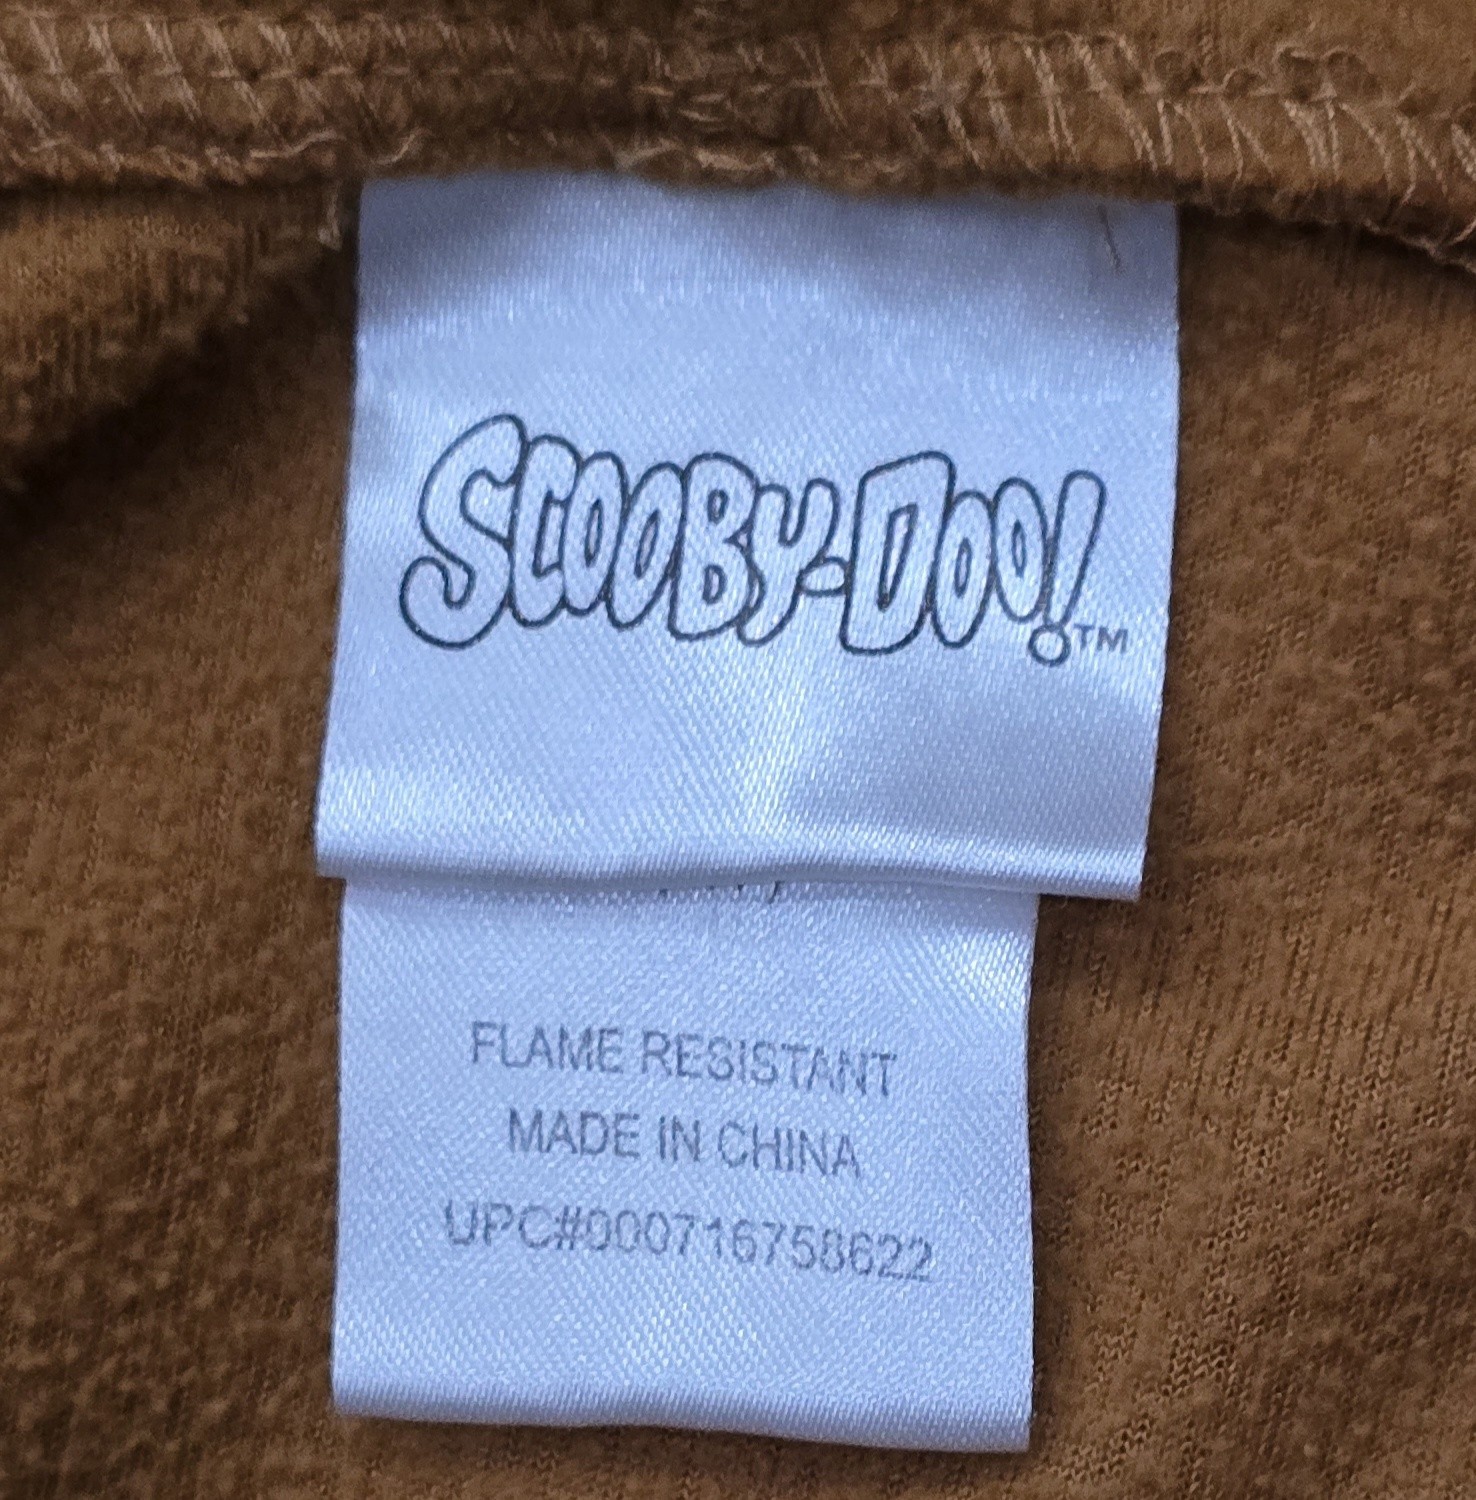 SCOOBY-DOO!™
FLAME RESISTANT
MADE IN CHINA
UPC#000716758622